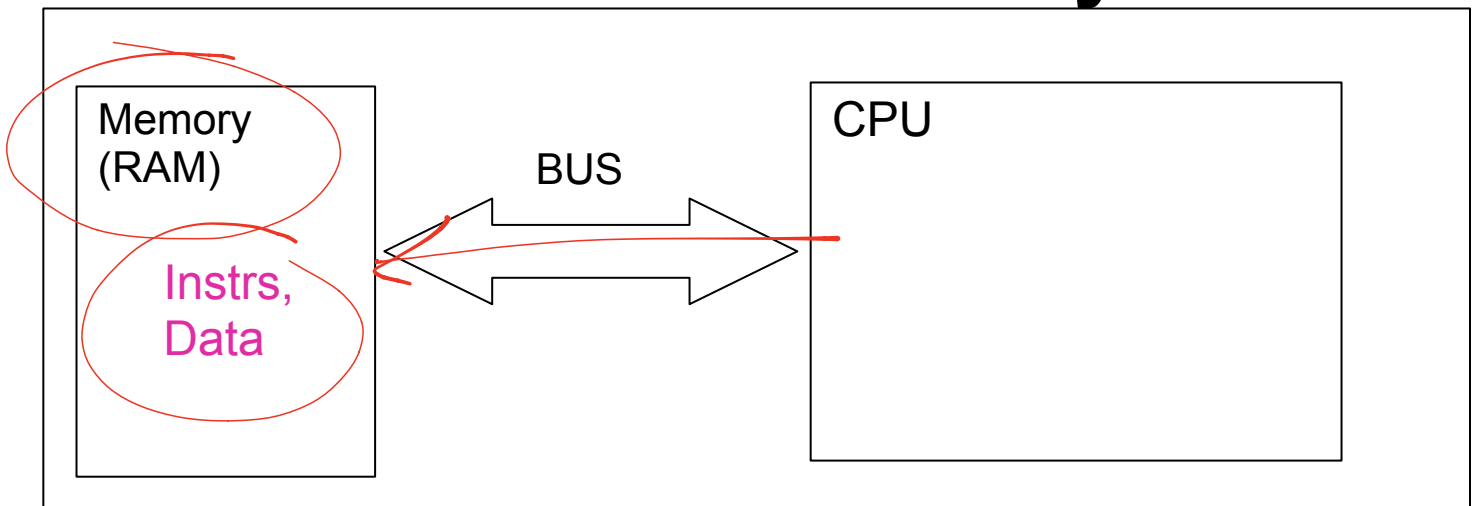 Memory
(RAM)
BUS
CPU
Instrs,
Data